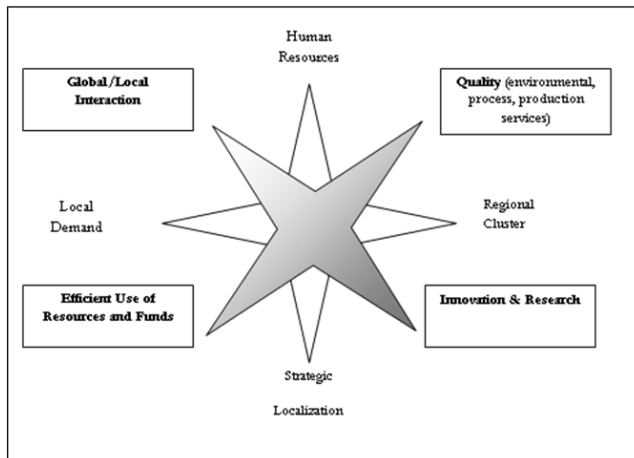 Human
Resources
Global/Local
Interaction
Quality (environmental,
process, production
services)
Local
Demand
Regional
Cluster
Efficient Use of
Resources and Funds
Innovation & Research
Strategic
Localization